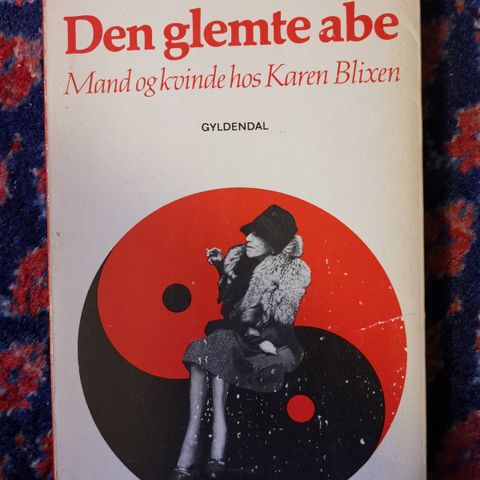 Den glemte abe
Mand og kvinde hos Karen Blixen
GYLDENDAL